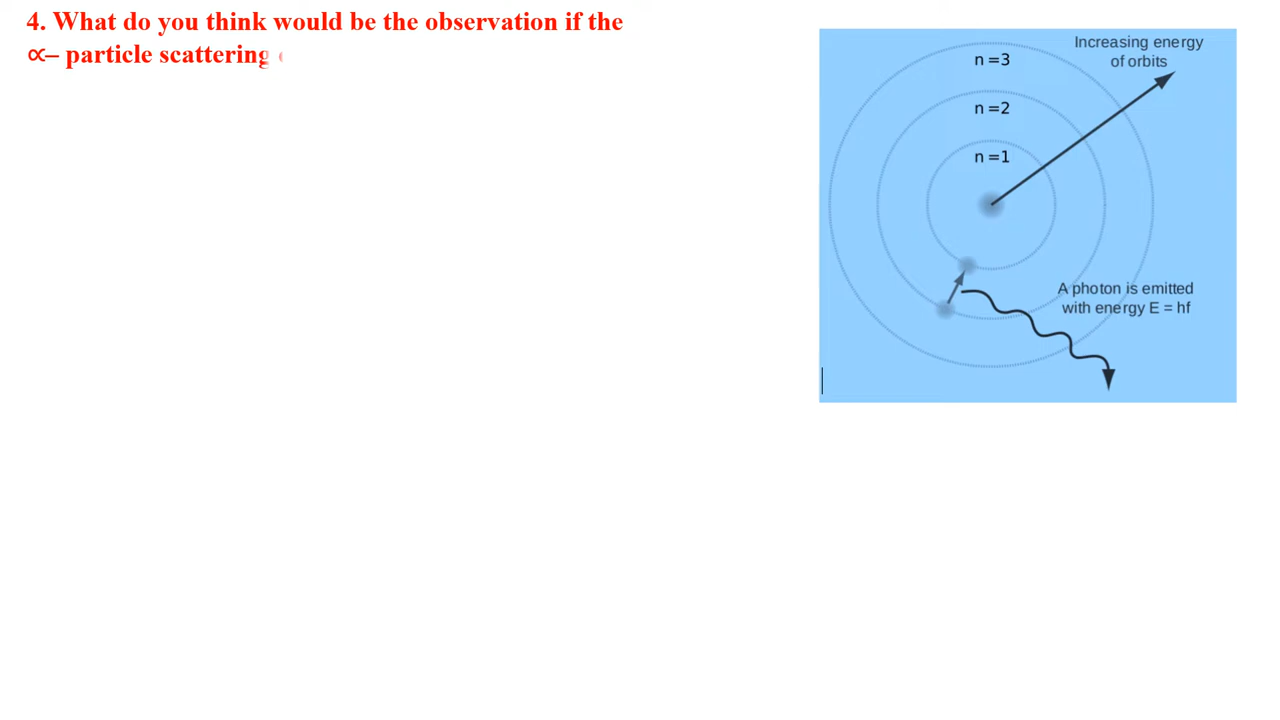 4. What do you think would be the observation if the
∝– particle scattering
Increasing energy
of orbits
n =3
n =2
n =1
A photon is emitted
with energy E = hf